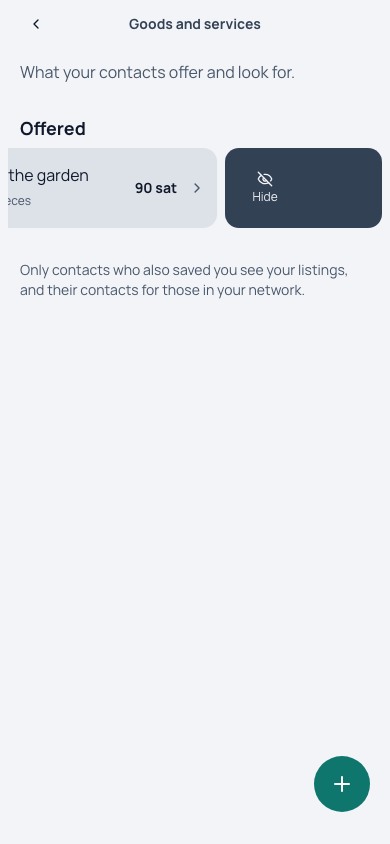 Goods and services
What your contacts offer and look for.
Offered
the garden
90 sat
Hide
Only contacts who also saved you see your listings,
and their contacts for those in your network.